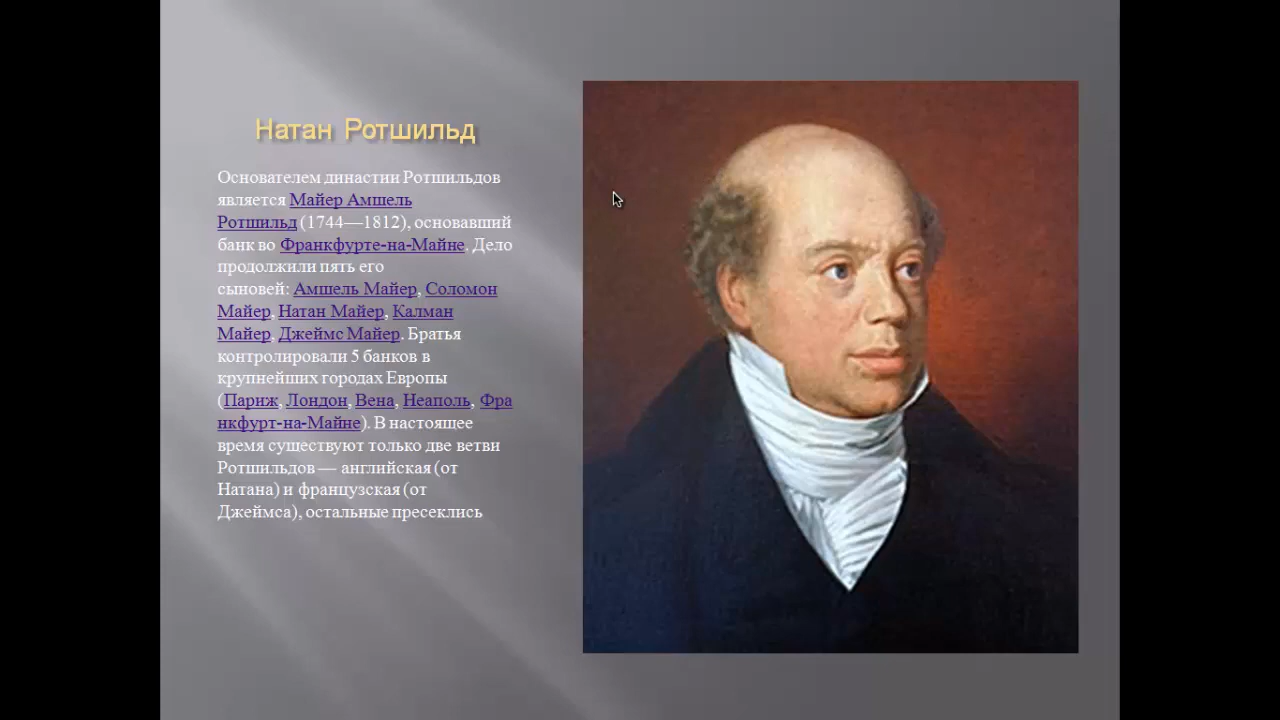 Натан Ротшильд
Основателем династии Ротшильдов
является Майер Амшель
Ротшильд (1744—1812), основавший
банк во Франкфурте-на-Майне. Дело
продолжили пять его
сыновей: Амшель Майер, Соломон
Майер, Натан Майер, Калман
Майер, Джеймс Майер. Братья
контролировали 5 банков в
крупнейших городах Европы
(Париж, Лондон, Вена, Неаполь, Фра
нкфурт-на-Майне). В настоящее
время существуют только две ветви
Ротшильдов — английская (от
Натана) и французская (от
Джеймса), остальные пресеклись